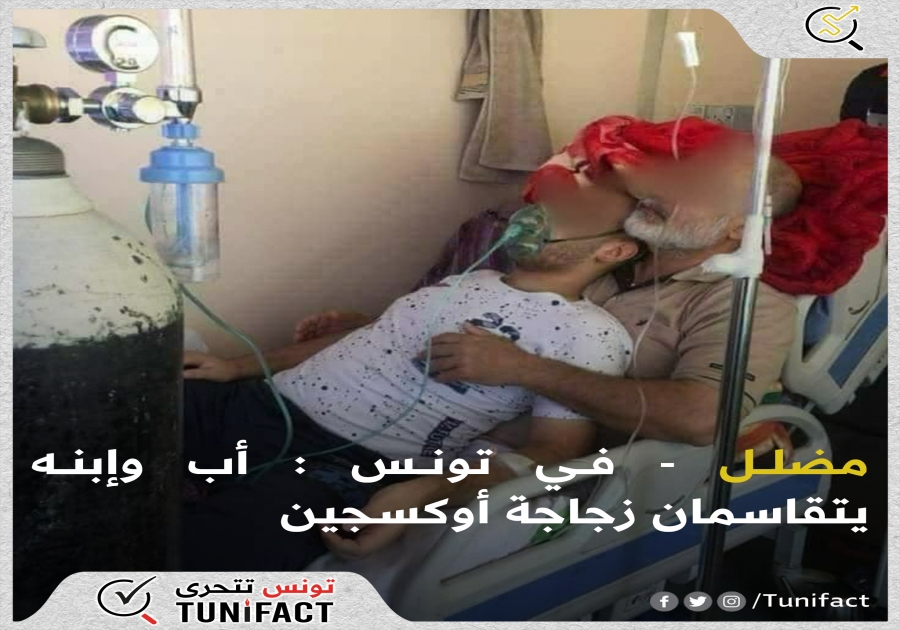 مضلل - في تونس : أب وإبنه
يتقاسمان زجاجة أوكسجين
تونس تتحرى
TUNiFACT
/Tunifact